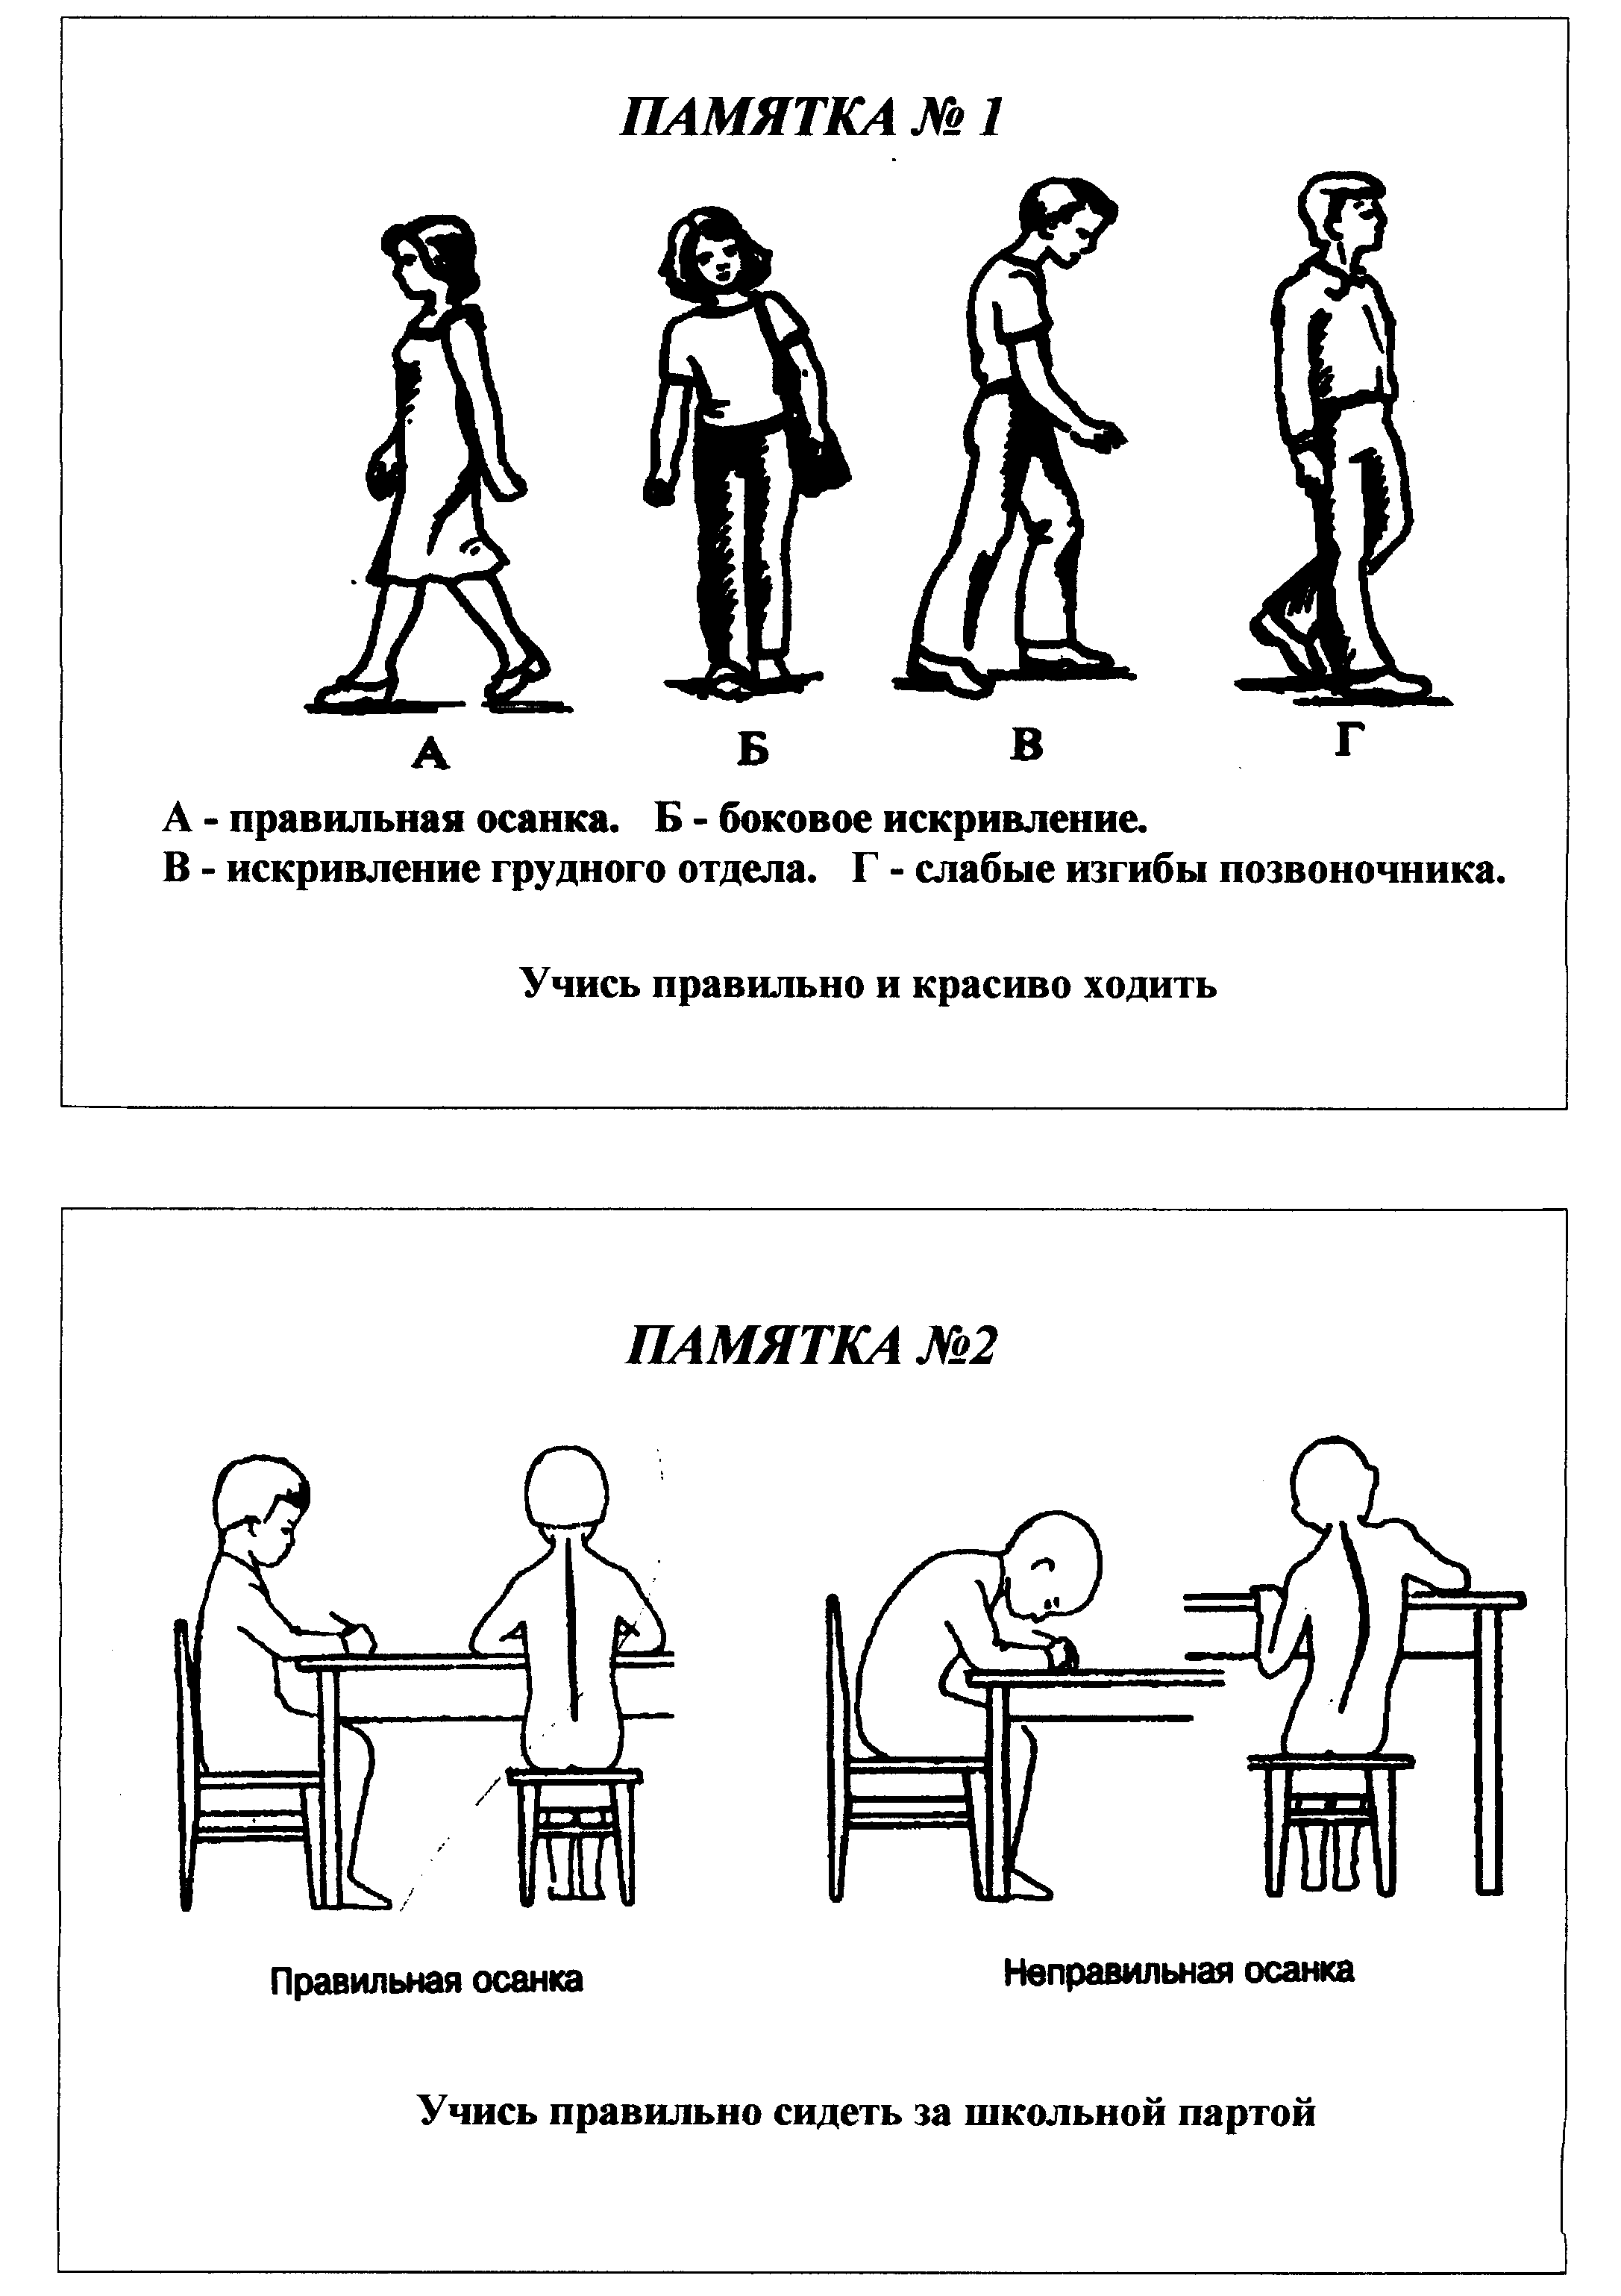 ПАМЯТКА № 1
А Б В Г
А - правильная осанка. Б - боковое искривление.
В - искривление грудного отдела. Г - слабые изгибы позвоночника.
Учись правильно и красиво ходить
ПАМЯТКА №2
Правильная осанка Неправильная осанка
Учись правильно сидеть за школьной партой